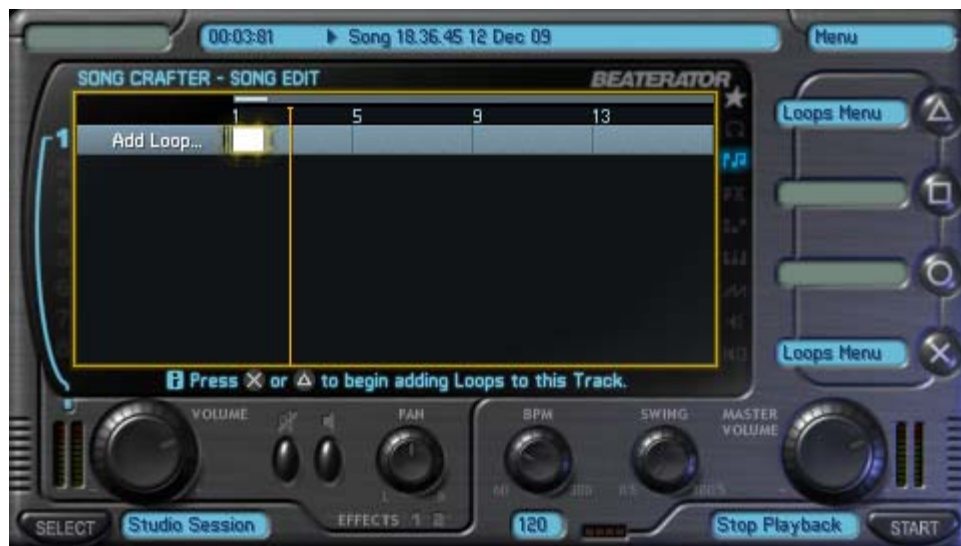 00:03:81 Song 18.36.45 12 Dec 09 Menu
SONG CRAFTER - SONG EDIT BEATERATOR
1 5 9 13
1 Add Loop...
Loops Menu
Loops Menu
Press X or △ to begin adding Loops to this Track.
VOLUME PAN BPM SWING MASTER VOLUME
L R
EFFECTS 1 2
SELECT Studio Session 120 Stop Playback START